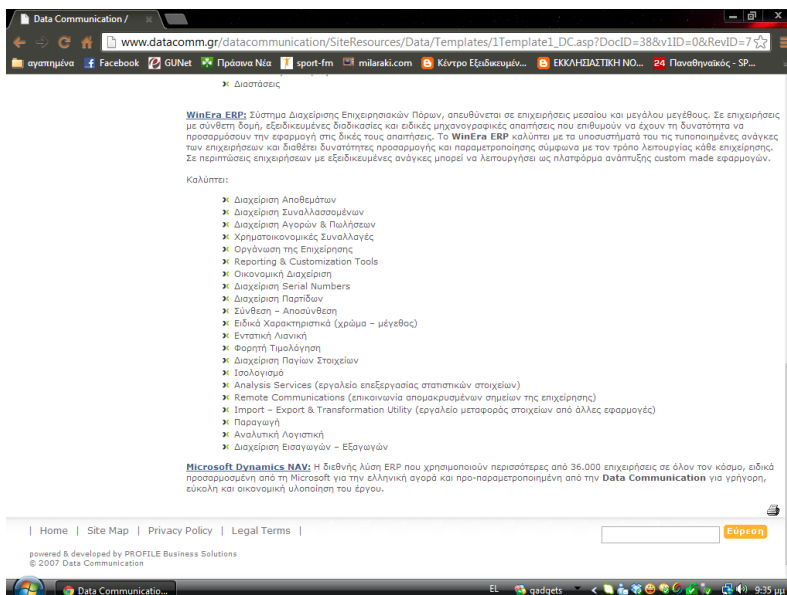 Data Communication /
www.datacomm.gr/datacommunication/SiteResources/Data/Templates/1Template1_DC.asp?DocID=38&v1ID=0&RevID=7
αγαπημένα Facebook GUNet Πράσινα Νέα sport-fm milaraki.com Κέντρο Εξειδικευμέν... ΕΚΚΛΗΣΙΑΣΤΙΚΗ ΝΟ... 24 Παναθηναϊκός - SP...
Διαστάσεις
WinEra ERP: Σύστημα Διαχείρισης Επιχειρησιακών Πόρων, απευθύνεται σε επιχειρήσεις μεσαίου και μεγάλου μεγέθους. Σε επιχειρήσεις
με σύνθετη δομή, εξειδικευμένες διαδικασίες και ειδικές μηχανογραφικές απαιτήσεις που επιθυμούν να έχουν τη δυνατότητα να
προσαρμόσουν την εφαρμογή στις δικές τους απαιτήσεις. Το WinEra ERP καλύπτει με τα υποσυστήματά του τις τυποποιημένες ανάγκες
των επιχειρήσεων και διαθέτει δυνατότητες προσαρμογής και παραμετροποίησης σύμφωνα με τον τρόπο λειτουργίας κάθε επιχείρησης.
Σε περιπτώσεις επιχειρήσεων με εξειδικευμένες ανάγκες μπορεί να λειτουργήσει ως πλατφόρμα ανάπτυξης custom made εφαρμογών.
Καλύπτει:
Διαχείριση Αποθεμάτων
Διαχείριση Συναλλασσομένων
Διαχείριση Αγορών & Πωλήσεων
Χρηματοικονομικές Συναλλαγές
Οργάνωση της Επιχείρησης
Reporting & Customization Tools
Οικονομική Διαχείριση
Διαχείριση Serial Numbers
Διαχείριση Παρτίδων
Σύνθεση – Αποσύνθεση
Ειδικά Χαρακτηριστικά (χρώμα – μέγεθος)
Εντατική Λιανική
Φορητή Τιμολόγηση
Διαχείριση Παγίων Στοιχείων
Ισολογισμό
Analysis Services (εργαλείο επεξεργασίας στατιστικών στοιχείων)
Remote Communications (επικοινωνία απομακρυσμένων σημείων της επιχείρησης)
Import – Export & Transformation Utility (εργαλείο μεταφοράς στοιχείων από άλλες εφαρμογές)
Παραγωγή
Αναλυτική Λογιστική
Διαχείριση Εισαγωγών – Εξαγωγών
Microsoft Dynamics NAV: Η διεθνής λύση ERP που χρησιμοποιούν περισσότερες από 36.000 επιχειρήσεις σε όλον τον κόσμο, ειδικά
προσαρμοσμένη από τη Microsoft για την ελληνική αγορά και προ-παραμετροποιημένη από την Data Communication για γρήγορη,
εύκολη και οικονομική υλοποίηση του έργου.
| Home | Site Map | Privacy Policy | Legal Terms |
Εύρεση
powered & developed by PROFILE Business Solutions
© 2007 Data Communication
Data Communicatio...
EL gadgets 9:35 μμ